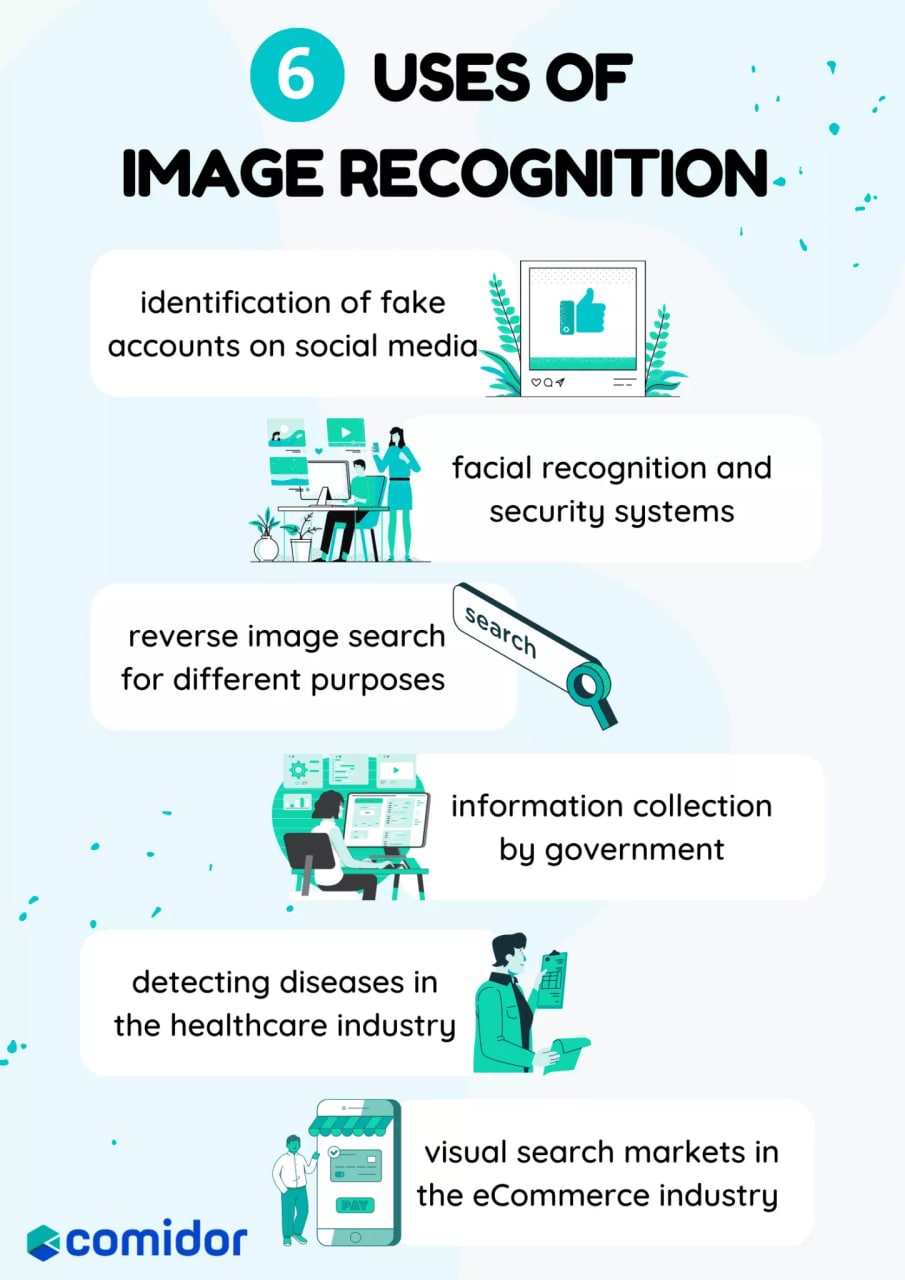 6 USES OF
IMAGE RECOGNITION
identification of fake
accounts on social media
facial recognition and
security systems
search
reverse image search
for different purposes
information collection
by government
detecting diseases in
the healthcare industry
visual search markets in
the eCommerce industry
PAY
comidor